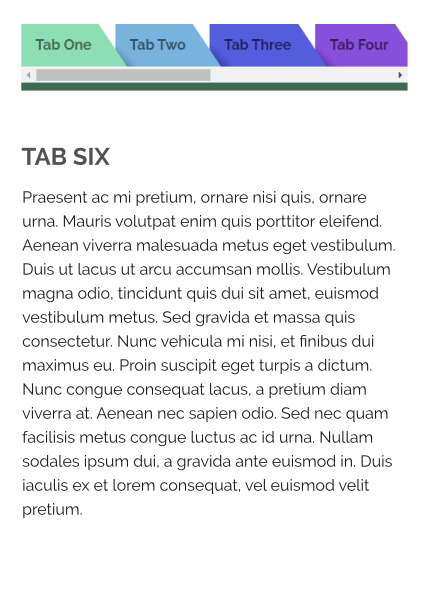 Tab One
Tab Two
Tab Three
Tab Four
TAB SIX
Praesent ac mi pretium, ornare nisi quis, ornare
urna. Mauris volutpat enim quis porttitor eleifend.
Aenean viverra malesuada metus eget vestibulum.
Duis ut lacus ut arcu accumsan mollis. Vestibulum
magna odio, tincidunt quis dui sit amet, euismod
vestibulum metus. Sed gravida et massa quis
consectetur. Nunc vehicula mi nisi, et finibus dui
maximus eu. Proin suscipit eget turpis a dictum.
Nunc congue consequat lacus, a pretium diam
viverra at. Aenean nec sapien odio. Sed nec quam
facilisis metus congue luctus ac id urna. Nullam
sodales ipsum dui, a gravida ante euismod in. Duis
iaculis ex et lorem consequat, vel euismod velit
pretium.